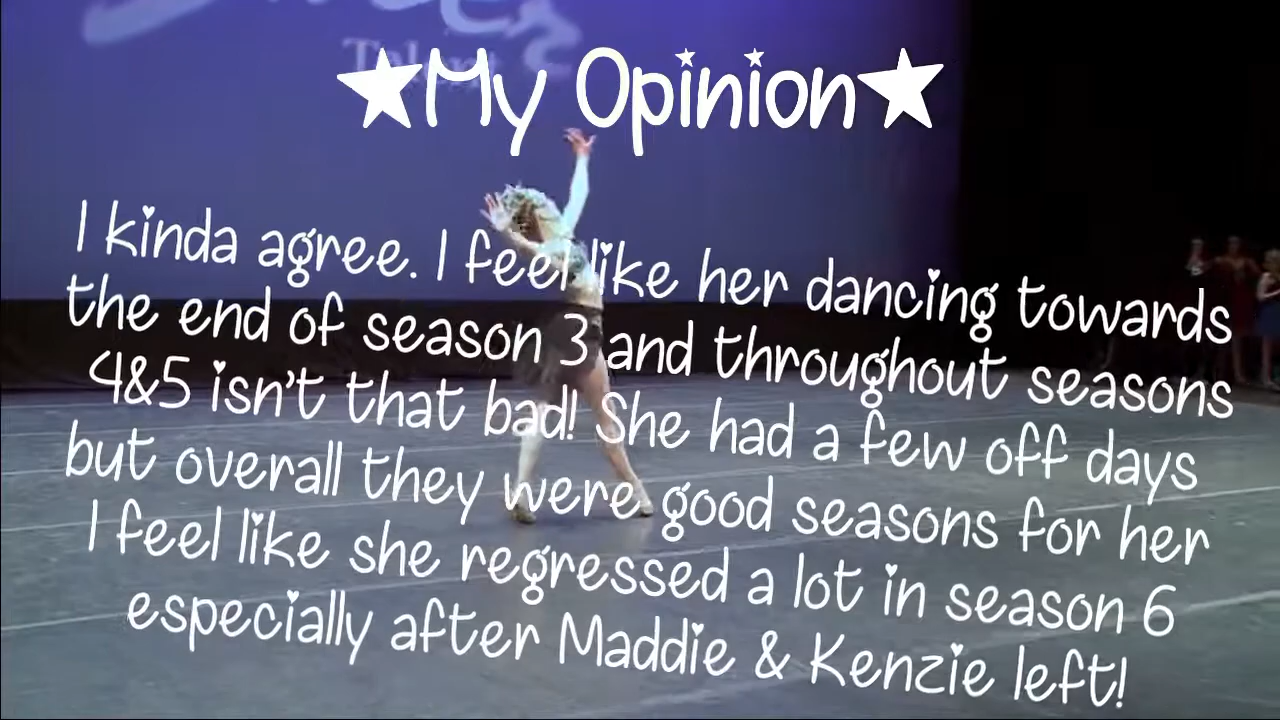 Talent
★My Opinion★
I kinda agree. I feel like her dancing towards
the end of season 3 and throughout seasons
4&5 isn't that bad! She had a few off days
but overall they were good seasons for her
I feel like she regressed a lot in season 6
especially after Maddie & Kenzie left!